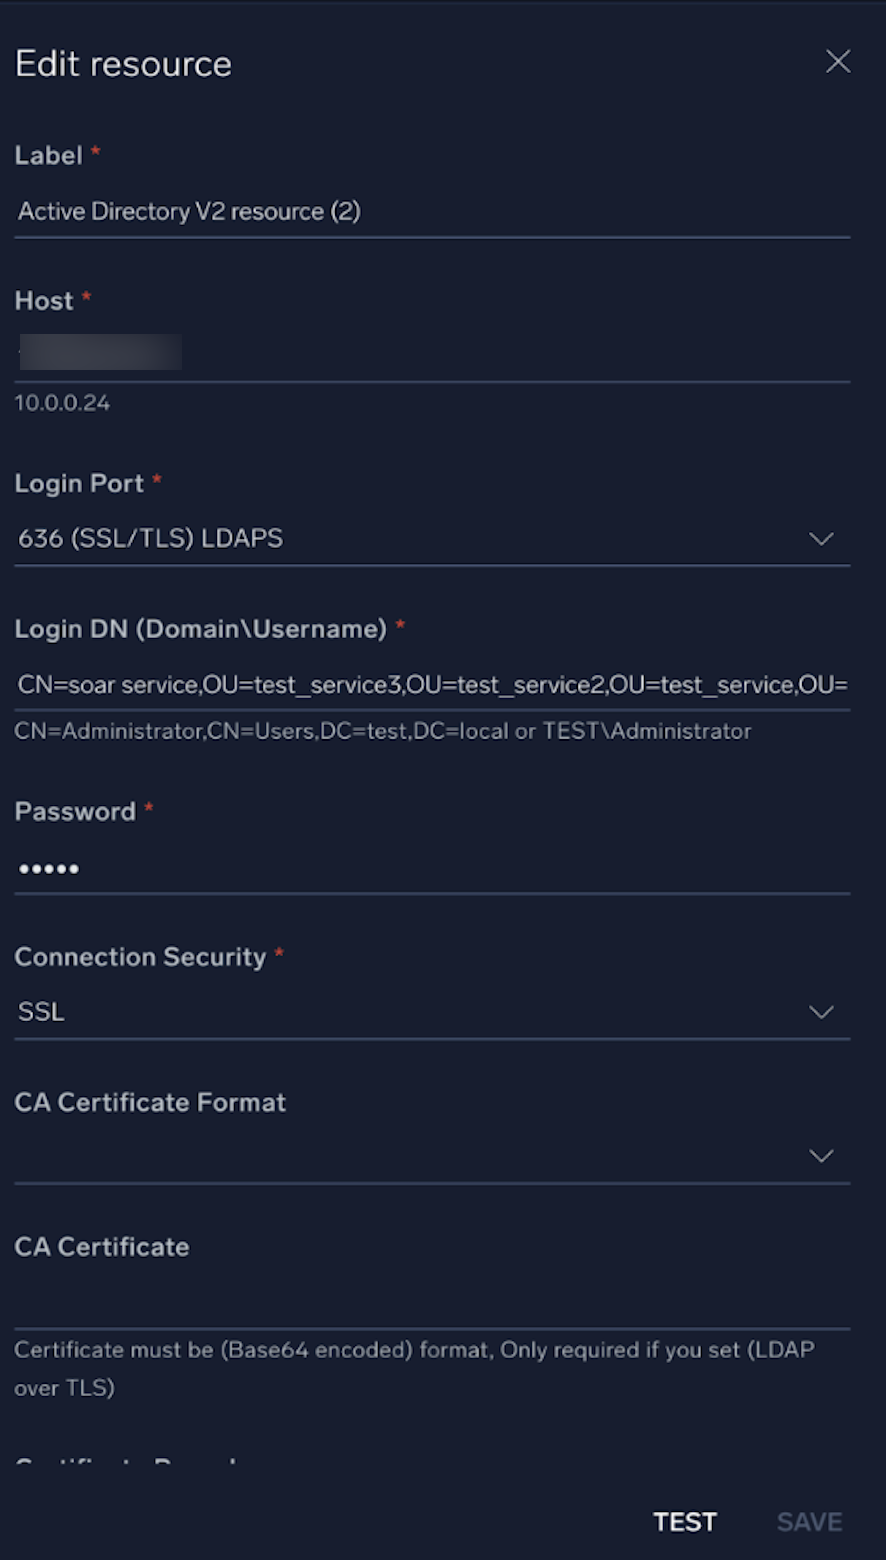 Edit resource
Label *
Active Directory V2 resource (2)
Host *
10.0.0.24
Login Port *
636 (SSL/TLS) LDAPS
Login DN (Domain\Username) *
CN=soar service,OU=test_service3,OU=test_service2,OU=test_service,OU=
CN=Administrator,CN=Users,DC=test,DC=local or TEST\Administrator
Password *
•••••
Connection Security *
SSL
CA Certificate Format
CA Certificate
Certificate must be (Base64 encoded) format, Only required if you set (LDAP
over TLS)
TEST SAVE